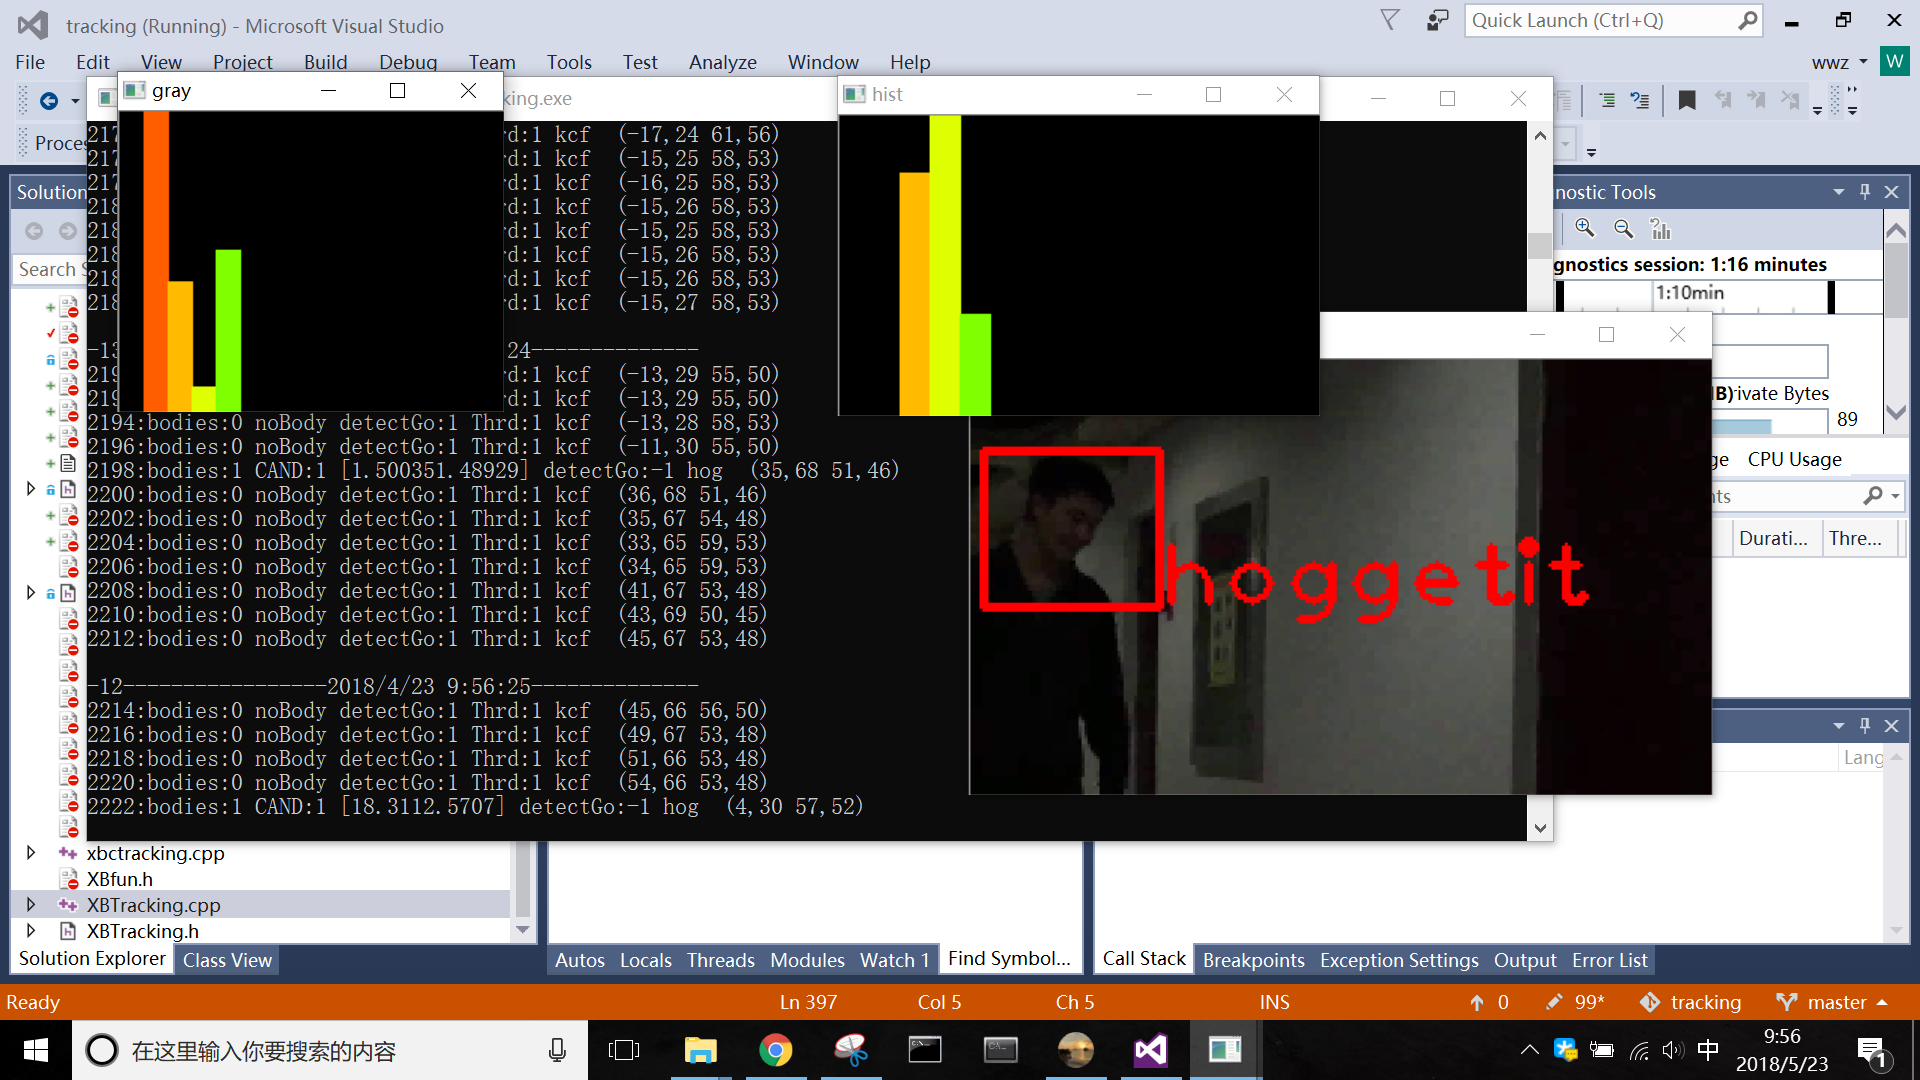 tracking (Running) - Microsoft Visual Studio
Quick Launch (Ctrl+Q)
File Edit View Project Build Debug Team Tools Test Analyze Window Help
wwz W
gray
king.exe
hist
Proces
217 rd:1 kcf (-17,24 61,56)
217 rd:1 kcf (-15,25 58,53)
217 rd:1 kcf (-16,25 58,53)
218 rd:1 kcf (-15,26 58,53)
218 rd:1 kcf (-15,25 58,53)
218 rd:1 kcf (-15,26 58,53)
218 rd:1 kcf (-15,26 58,53)
218 rd:1 kcf (-15,27 58,53)
-13 24--------------
219 rd:1 kcf (-13,29 55,50)
219 rd:1 kcf (-13,29 55,50)
2194:bodies:0 noBody detectGo:1 Thrd:1 kcf (-13,28 58,53)
2196:bodies:0 noBody detectGo:1 Thrd:1 kcf (-11,30 55,50)
2198:bodies:1 CAND:1 [1.500351.48929] detectGo:-1 hog (35,68 51,46)
2200:bodies:0 noBody detectGo:1 Thrd:1 kcf (36,68 51,46)
2202:bodies:0 noBody detectGo:1 Thrd:1 kcf (35,67 54,48)
2204:bodies:0 noBody detectGo:1 Thrd:1 kcf (33,65 59,53)
2206:bodies:0 noBody detectGo:1 Thrd:1 kcf (34,65 59,53)
2208:bodies:0 noBody detectGo:1 Thrd:1 kcf (41,67 53,48)
2210:bodies:0 noBody detectGo:1 Thrd:1 kcf (43,69 50,45)
2212:bodies:0 noBody detectGo:1 Thrd:1 kcf (45,67 53,48)
-12-----------------2018/4/23 9:56:25--------------
2214:bodies:0 noBody detectGo:1 Thrd:1 kcf (45,66 56,50)
2216:bodies:0 noBody detectGo:1 Thrd:1 kcf (49,67 53,48)
2218:bodies:0 noBody detectGo:1 Thrd:1 kcf (51,66 53,48)
2220:bodies:0 noBody detectGo:1 Thrd:1 kcf (54,66 53,48)
2222:bodies:1 CAND:1 [18.3112.5707] detectGo:-1 hog (4,30 57,52)
hoggetit
Solution
Search S
xbctracking.cpp
XBfun.h
XBTracking.cpp
XBTracking.h
Solution Explorer Class View
nostic Tools
gnostics session: 1:16 minutes
1:10min
B)rivate Bytes
89
ge CPU Usage
nts
Durati... Thre...
Lang
Autos Locals Threads Modules Watch 1 Find Symbol...
Call Stack Breakpoints Exception Settings Output Error List
Ready Ln 397 Col 5 Ch 5 INS 0 99* tracking master
在这里输入你要搜索的内容
中
9:56
2018/5/23
1